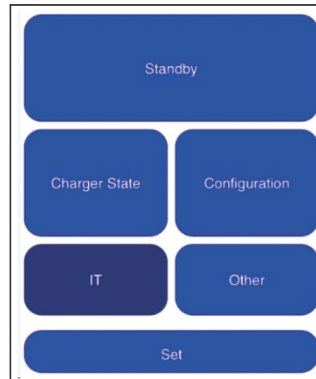 Standby
Charger State
Configuration
IT
Other
Set